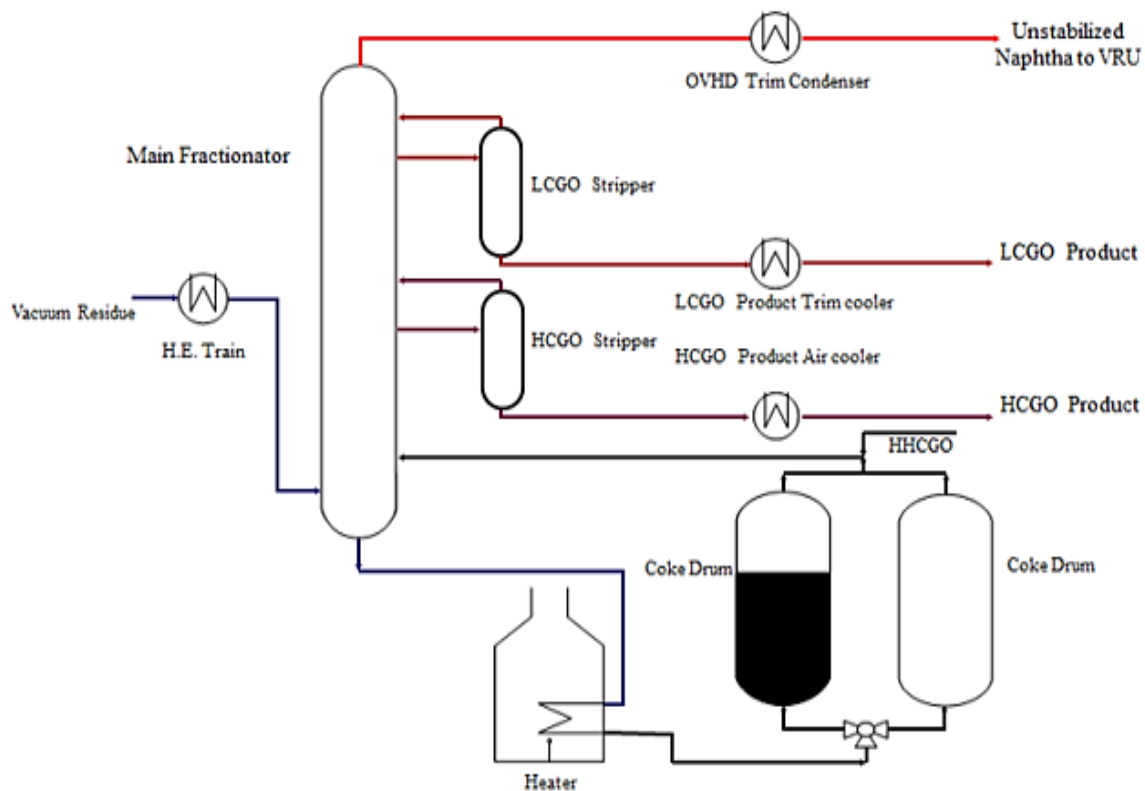 Unstabilized
Naphtha to VRU
OVHD Trim Condenser
Main Fractionator
LCGO Stripper
LCGO Product
LCGO Product Trim cooler
Vacuum Residue
H.E. Train
HCGO Stripper
HCGO Product Air cooler
HCGO Product
HHCGO
Coke Drum
Coke Drum
Heater